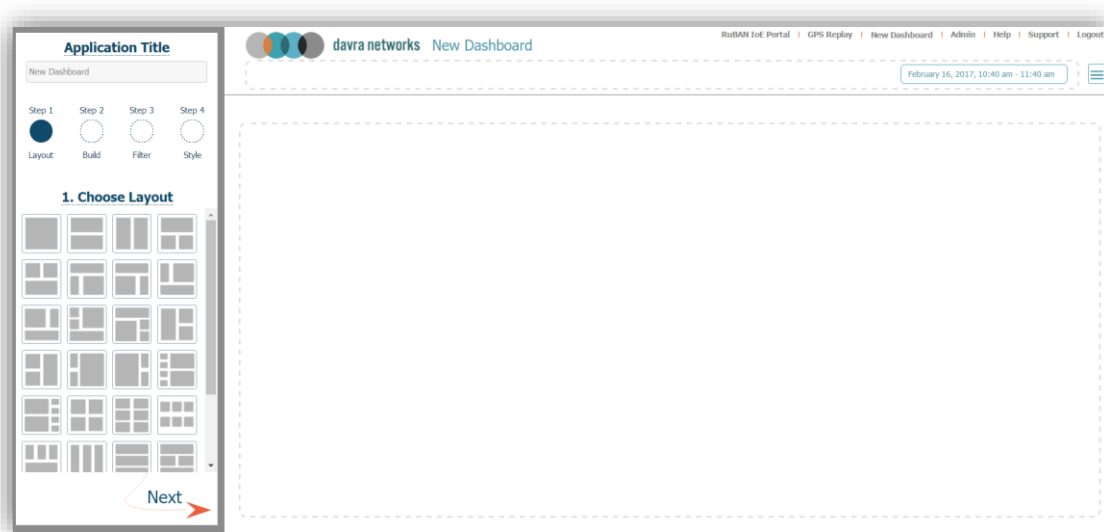 Application Title
New Dashboard
Step 1 Step 2 Step 3 Step 4
Layout Build Filter Style
1. Choose Layout
Next
davra networks New Dashboard
RuBAN IoE Portal | GPS Replay | New Dashboard | Admin | Help | Support | Logout
February 16, 2017, 10:40 am - 11:40 am